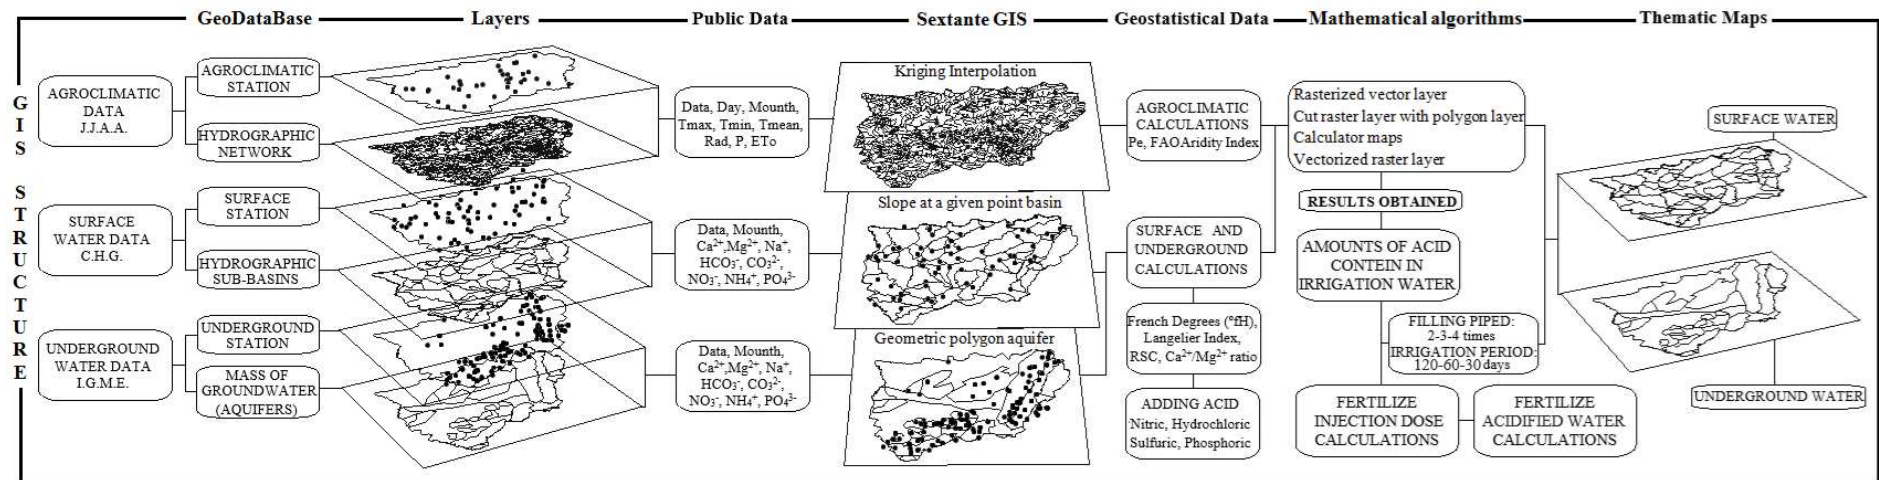 GeoDataBase
Layers
Public Data
Sextante GIS
Geostatistical Data
Mathematical algorithms
Thematic Maps
GIS STRUCTURE
AGROCLIMATIC
DATA
J.J.A.A.
SURFACE
WATER DATA
C.H.G.
UNDERGROUND
WATER DATA
I.G.M.E.
AGROCLIMATIC
STATION
HYDROGRAPHIC
NETWORK
SURFACE
STATION
HYDROGRAPHIC
SUB-BASINS
UNDERGROUND
STATION
MASS OF
GROUNDWATER
(AQUIFERS)
Data, Day, Mounth,
Tmax, Tmin, Tmean,
Rad, P, ETo
Data, Mounth,
Ca²⁺,Mg²⁺, Na⁺,
HCO₃⁻, CO₃²⁻,
NO₃⁻, NH₄⁺, PO₄³⁻
Data, Mounth,
Ca²⁺,Mg²⁺, Na⁺,
HCO₃⁻, CO₃²⁻,
NO₃⁻, NH₄⁺, PO₄³⁻
Kriging Interpolation
Slope at a given point basin
Geometric polygon aquifer
AGROCLIMATIC
CALCULATIONS
Pe, FAOAridity Index
SURFACE AND
UNDERGROUND
CALCULATIONS
French Degrees (ºfH),
Langelier Index,
RSC, Ca²⁺/Mg²⁺ ratio
ADDING ACID
Nitric, Hydrochloric
Sulfuric, Phosphoric
Rasterized vector layer
Cut raster layer with polygon layer
Calculator maps
Vectorized raster layer
RESULTS OBTAINED
AMOUNTS OF ACID
CONTEIN IN
IRRIGATION WATER
FILLING PIPED:
2-3-4 times
IRRIGATION PERIOD:
120-60-30 days
FERTILIZE
INJECTION DOSE
CALCULATIONS
FERTILIZE
ACIDIFIED WATER
CALCULATIONS
SURFACE WATER
UNDERGROUND WATER